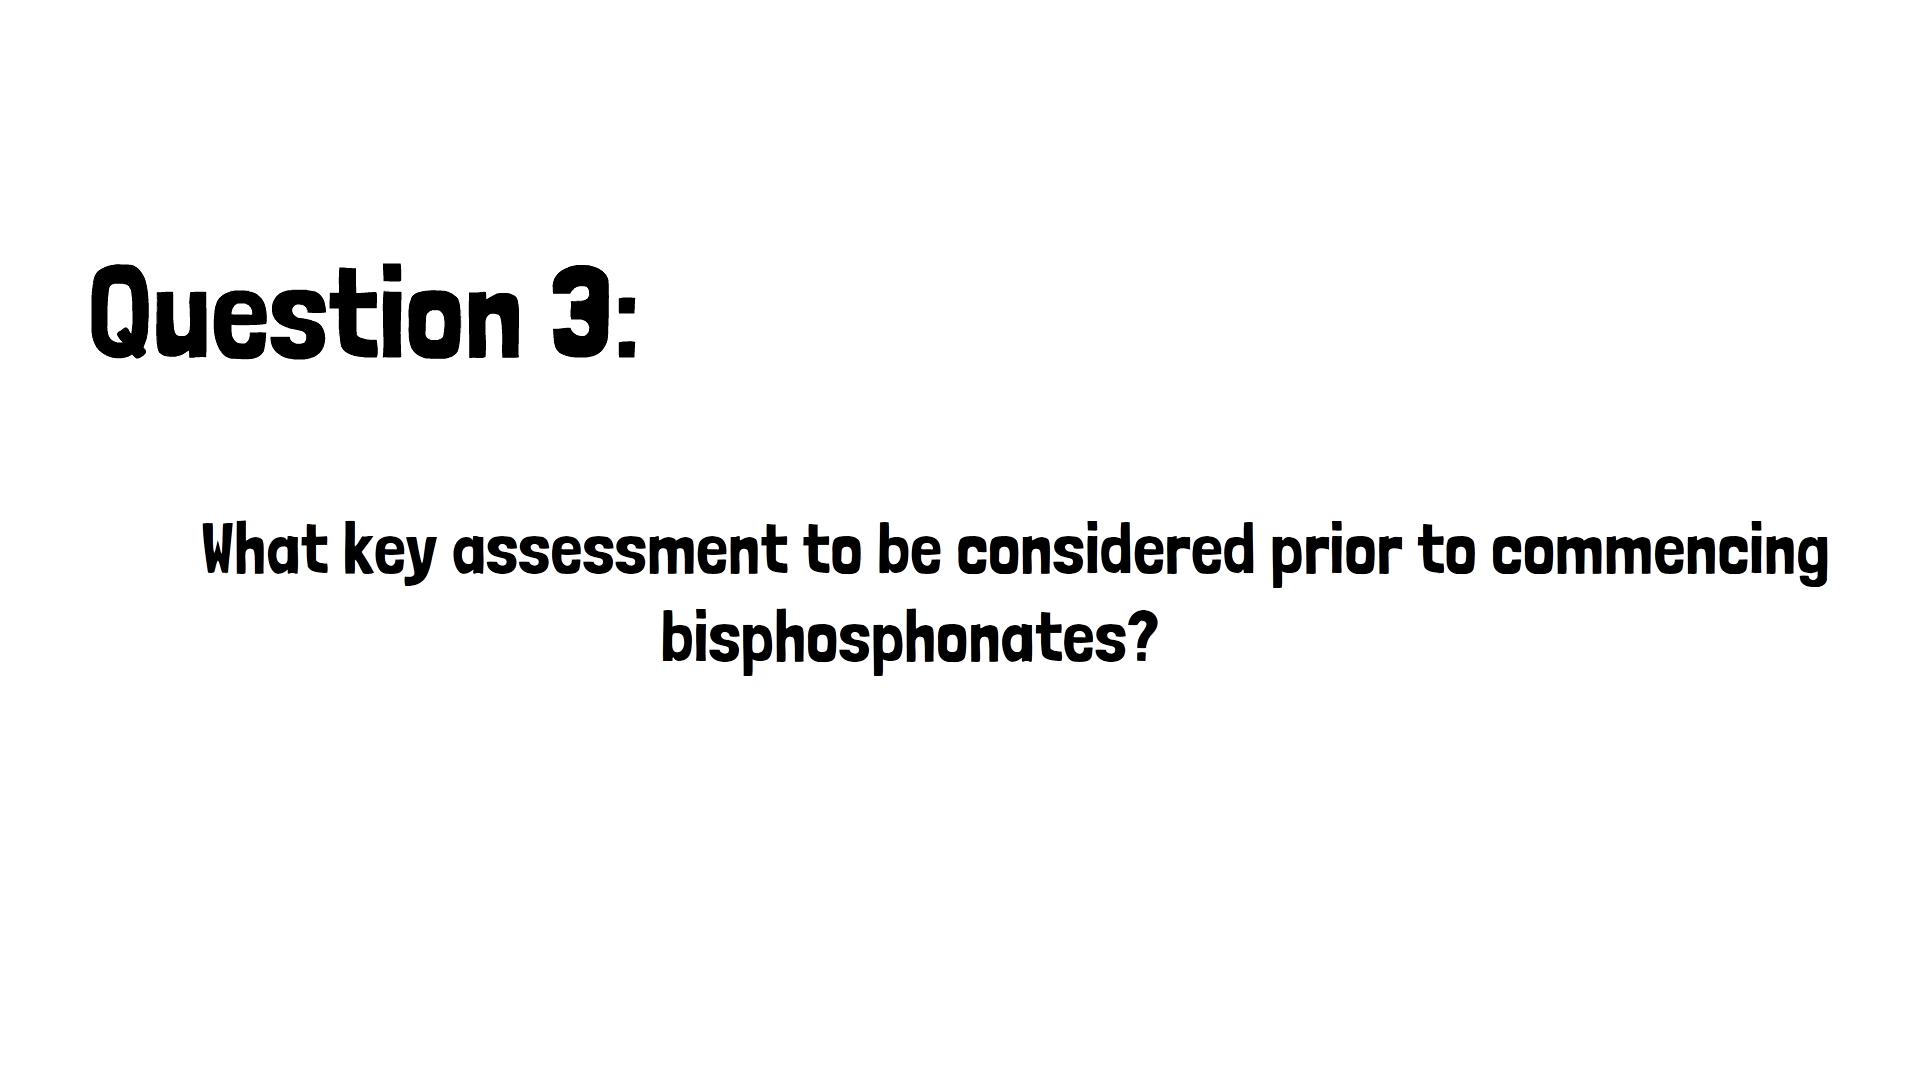 Question 3:
What key assessment to be considered prior to commencing
bisphosphonates?